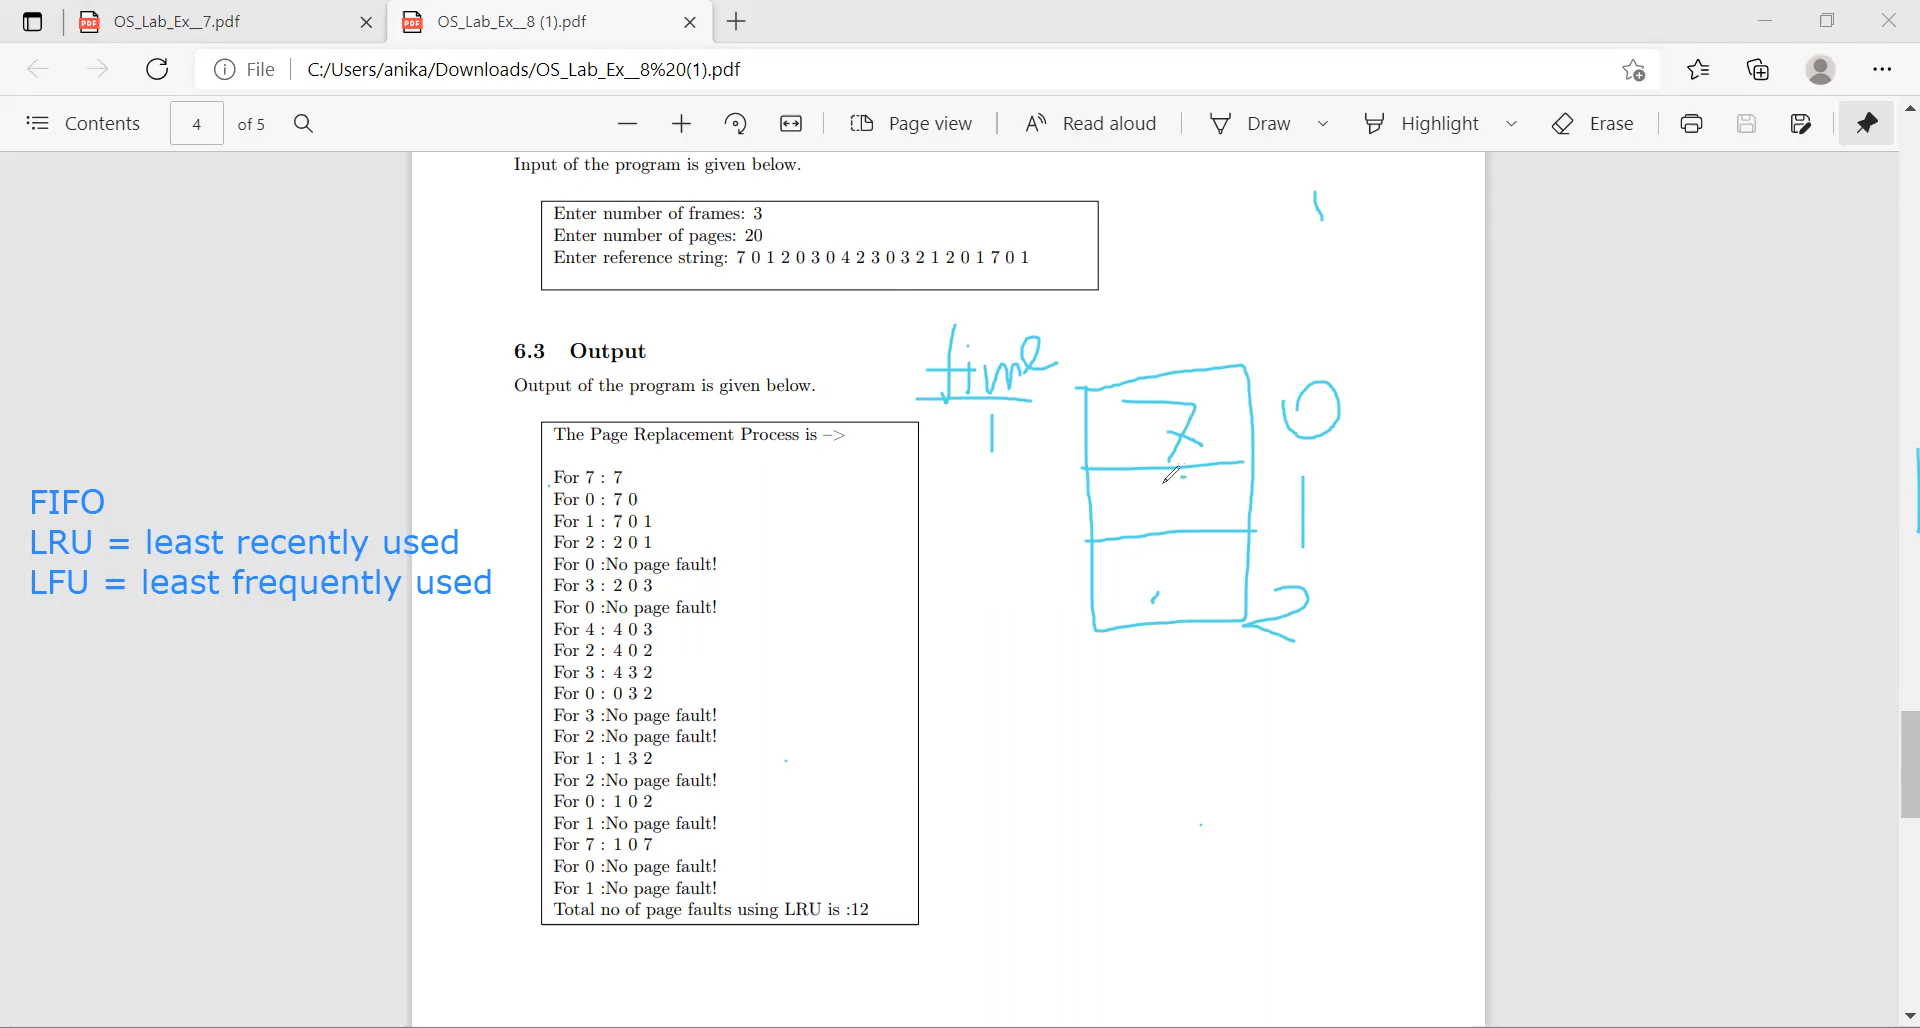 OS_Lab_Ex__7.pdf
OS_Lab_Ex__8 (1).pdf
File
C:/Users/anika/Downloads/OS_Lab_Ex__8%20(1).pdf
Contents
4
of 5
Page view
Read aloud
Draw
Highlight
Erase
Input of the program is given below.
Enter number of frames: 3
Enter number of pages: 20
Enter reference string: 7 0 1 2 0 3 0 4 2 3 0 3 2 1 2 0 1 7 0 1
6.3 Output
Output of the program is given below.
The Page Replacement Process is –>
For 7 : 7
For 0 : 7 0
For 1 : 7 0 1
For 2 : 2 0 1
For 0 :No page fault!
For 3 : 2 0 3
For 0 :No page fault!
For 4 : 4 0 3
For 2 : 4 0 2
For 3 : 4 3 2
For 0 : 0 3 2
For 3 :No page fault!
For 2 :No page fault!
For 1 : 1 3 2
For 2 :No page fault!
For 0 : 1 0 2
For 1 :No page fault!
For 7 : 1 0 7
For 0 :No page fault!
For 1 :No page fault!
Total no of page faults using LRU is :12
FIFO
LRU = least recently used
LFU = least frequently used
time
1
7
0
1
2